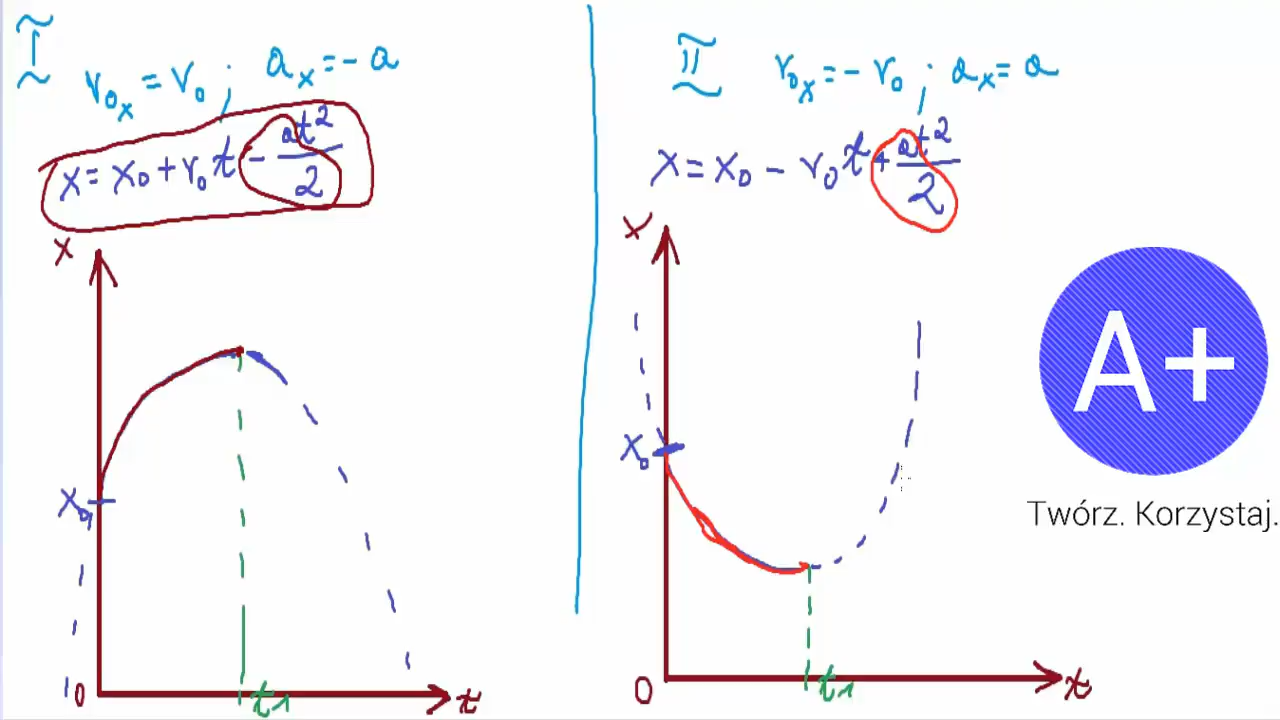 I
v₀ₓ = v₀ ; aₓ = - a
x = x₀ + v₀t - at²/2
x
x₀
0
t₁
t
II
v₀ₓ = - v₀ ; aₓ = a
x = x₀ - v₀t + at²/2
x
x₀
0
t₁
t
A+
Twórz. Korzystaj.